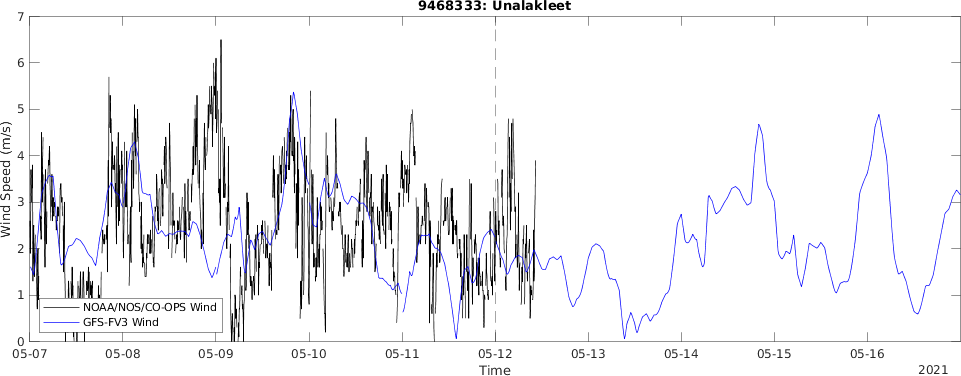 9468333: Unalakleet
Wind Speed (m/s)
7
6
5
4
3
2
1
0
NOAA/NOS/CO-OPS Wind
GFS-FV3 Wind
05-07 05-08 05-09 05-10 05-11 05-12 05-13 05-14 05-15 05-16
Time
2021